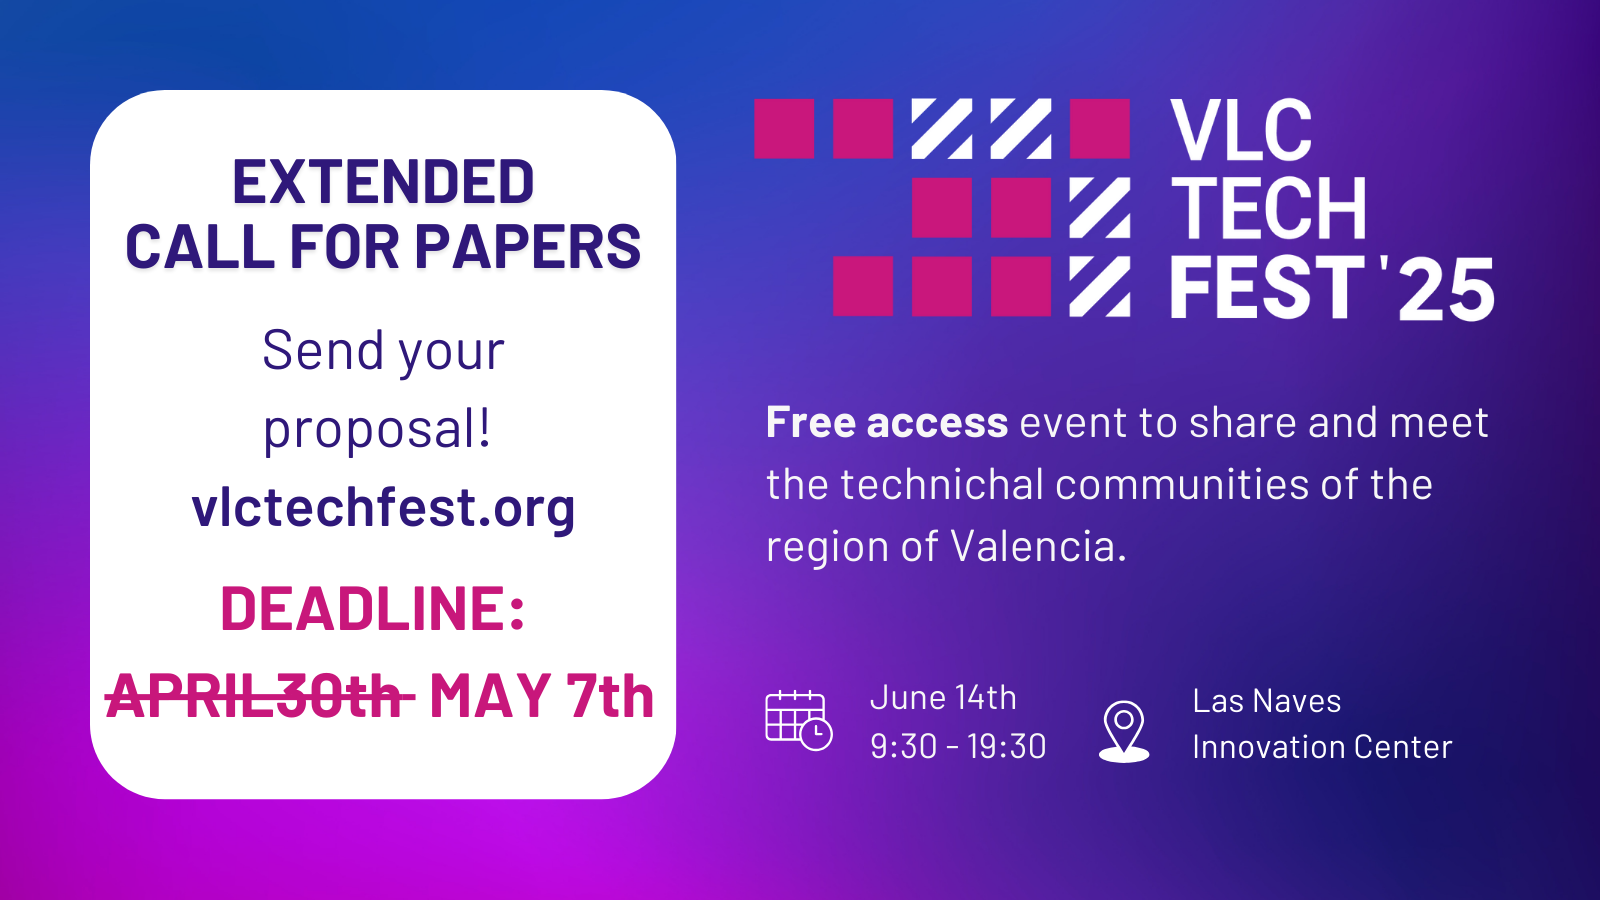 EXTENDED
CALL FOR PAPERS
Send your
proposal!
vlctechfest.org
DEADLINE:
APRIL 30th MAY 7th
VLC
TECH
FEST'25
Free access event to share and meet
the technichal communities of the
region of Valencia.
June 14th
9:30 - 19:30
Las Naves
Innovation Center